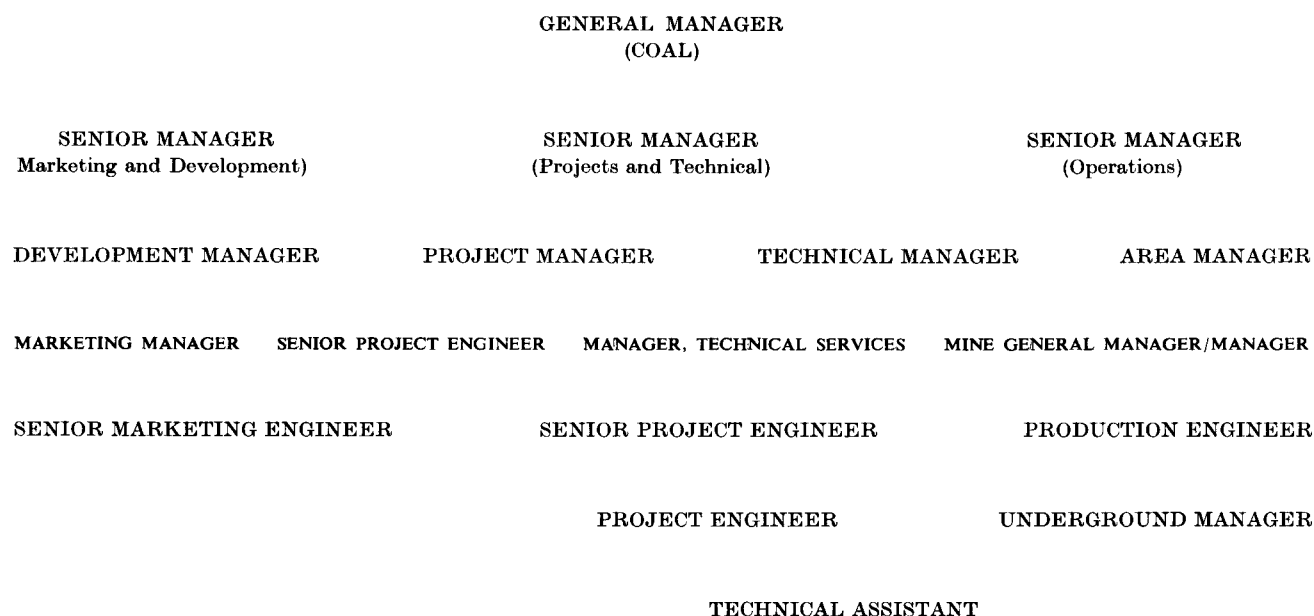 GENERAL MANAGER
(COAL)
SENIOR MANAGER SENIOR MANAGER SENIOR MANAGER
Marketing and Development) (Projects and Technical) (Operations)
DEVELOPMENT MANAGER PROJECT MANAGER TECHNICAL MANAGER AREA MANAGER
MARKETING MANAGER SENIOR PROJECT ENGINEER MANAGER, TECHNICAL SERVICES MINE GENERAL MANAGER/MANAGER
SENIOR MARKETING ENGINEER SENIOR PROJECT ENGINEER PRODUCTION ENGINEER
PROJECT ENGINEER UNDERGROUND MANAGER
TECHNICAL ASSISTANT